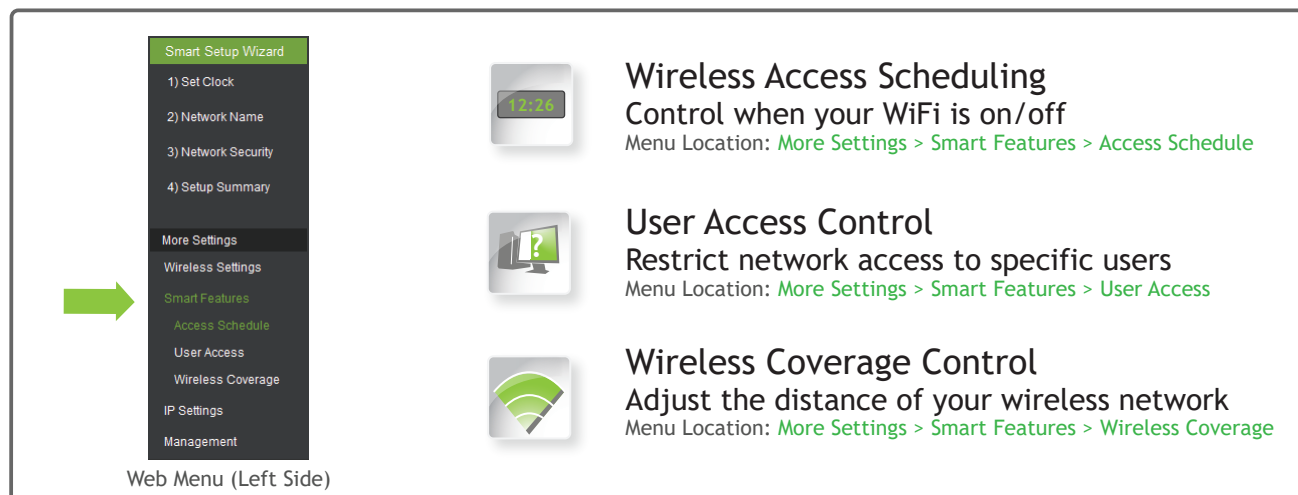 Smart Setup Wizard
1) Set Clock
2) Network Name
3) Network Security
4) Setup Summary
More Settings
Wireless Settings
Smart Features
Access Schedule
User Access
Wireless Coverage
IP Settings
Management
Web Menu (Left Side)
12:26
Wireless Access Scheduling
Control when your WiFi is on/off
Menu Location: More Settings > Smart Features > Access Schedule
?
User Access Control
Restrict network access to specific users
Menu Location: More Settings > Smart Features > User Access
Wireless Coverage Control
Adjust the distance of your wireless network
Menu Location: More Settings > Smart Features > Wireless Coverage